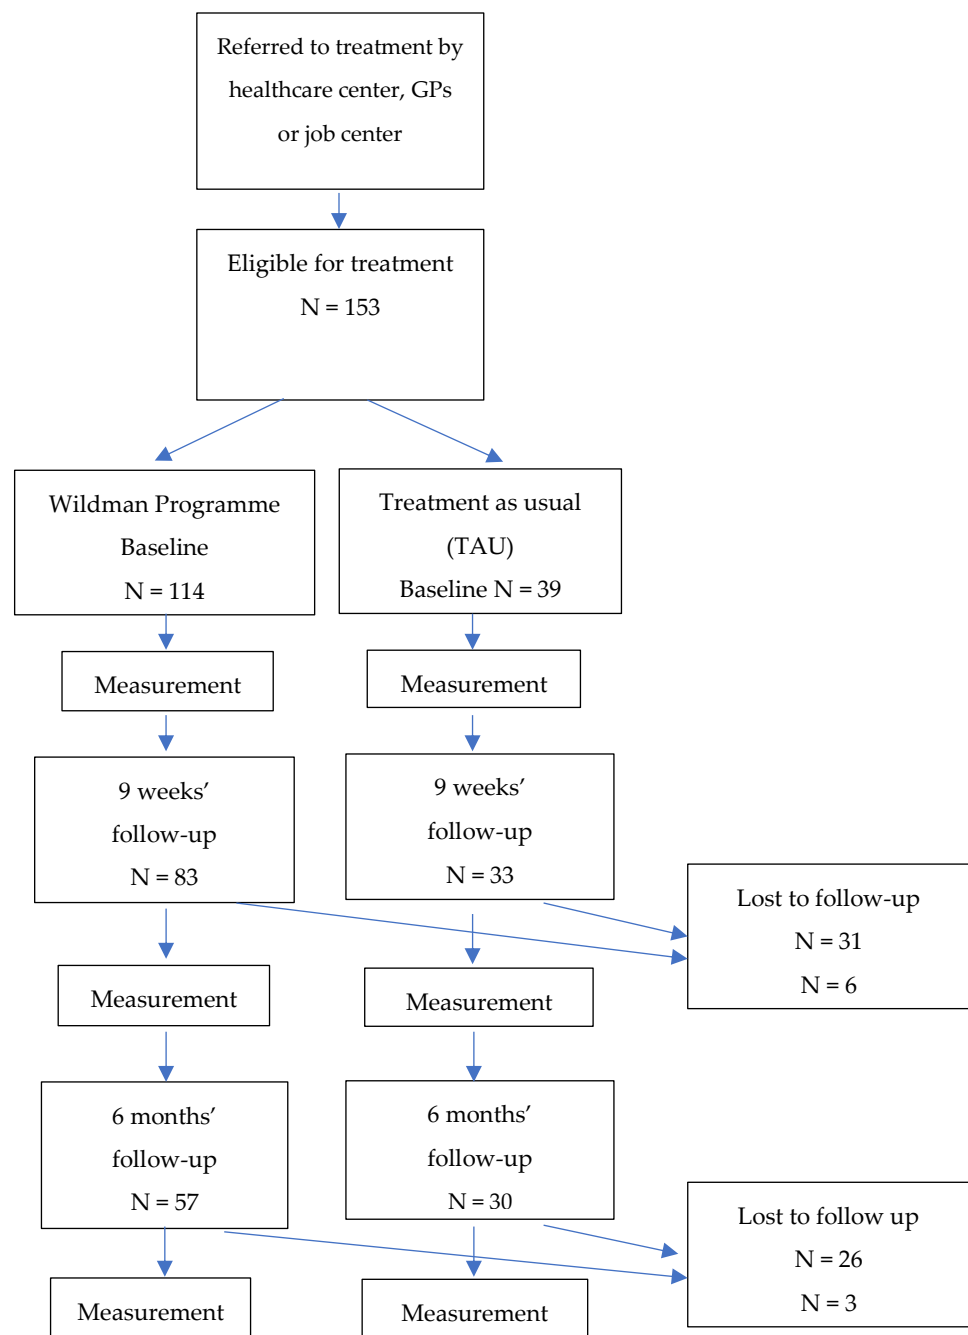 Referred to treatment by
healthcare center, GPs
or job center
Eligible for treatment
N = 153
Wildman Programme
Baseline
N = 114
Treatment as usual
(TAU)
Baseline N = 39
Measurement
Measurement
9 weeks’
follow-up
N = 83
9 weeks’
follow-up
N = 33
Lost to follow-up
N = 31
N = 6
Measurement
Measurement
6 months’
follow-up
N = 57
6 months’
follow-up
N = 30
Lost to follow up
N = 26
N = 3
Measurement
Measurement